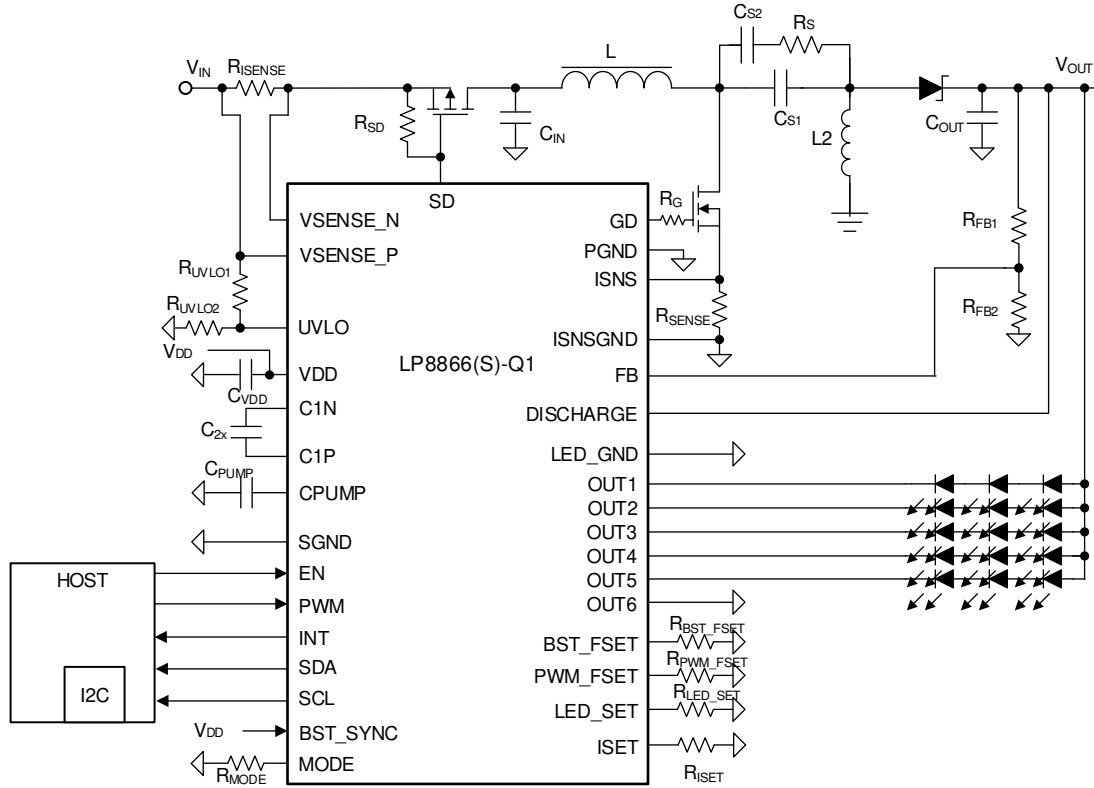 CS2
RS
L
VIN
RISENSE
VOUT
RSD
CIN
CS1
L2
COUT
SD
RG
GD
VSENSE_N
RFB1
PGND
VSENSE_P
ISNS
RUVLO1
RUVLO2
RSENSE
RFB2
UVLO
ISNSGND
VDD
LP8866(S)-Q1
VDD
FB
CVDD
C1N
DISCHARGE
C2x
C1P
LED_GND
CPUMP
CPUMP
OUT1
OUT2
SGND
OUT3
OUT4
HOST
EN
OUT5
PWM
OUT6
INT
RBST_FSET
BST_FSET
SDA
RPWM_FSET
PWM_FSET
I2C
SCL
RLED_SET
LED_SET
VDD
BST_SYNC
ISET
MODE
RMODE
RISET